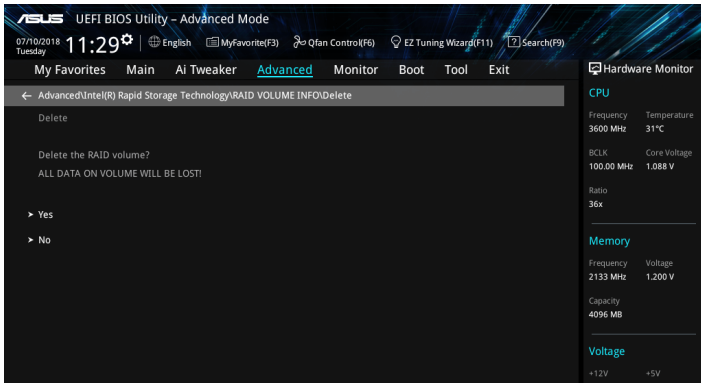 ASUS UEFI BIOS Utility – Advanced Mode
07/10/2018 Tuesday 11:29 English MyFavorite(F3) Qfan Control(F6) EZ Tuning Wizard(F11) ? Search(F9)
My Favorites Main Ai Tweaker Advanced Monitor Boot Tool Exit
← Advanced\Intel(R) Rapid Storage Technology\RAID VOLUME INFO\Delete
Delete
Delete the RAID volume?
ALL DATA ON VOLUME WILL BE LOST!
> Yes
> No
Hardware Monitor
CPU
Frequency Temperature
3600 MHz 31°C
BCLK Core Voltage
100.00 MHz 1.088 V
Ratio
36x
Memory
Frequency Voltage
2133 MHz 1.200 V
Capacity
4096 MB
Voltage
+12V +5V